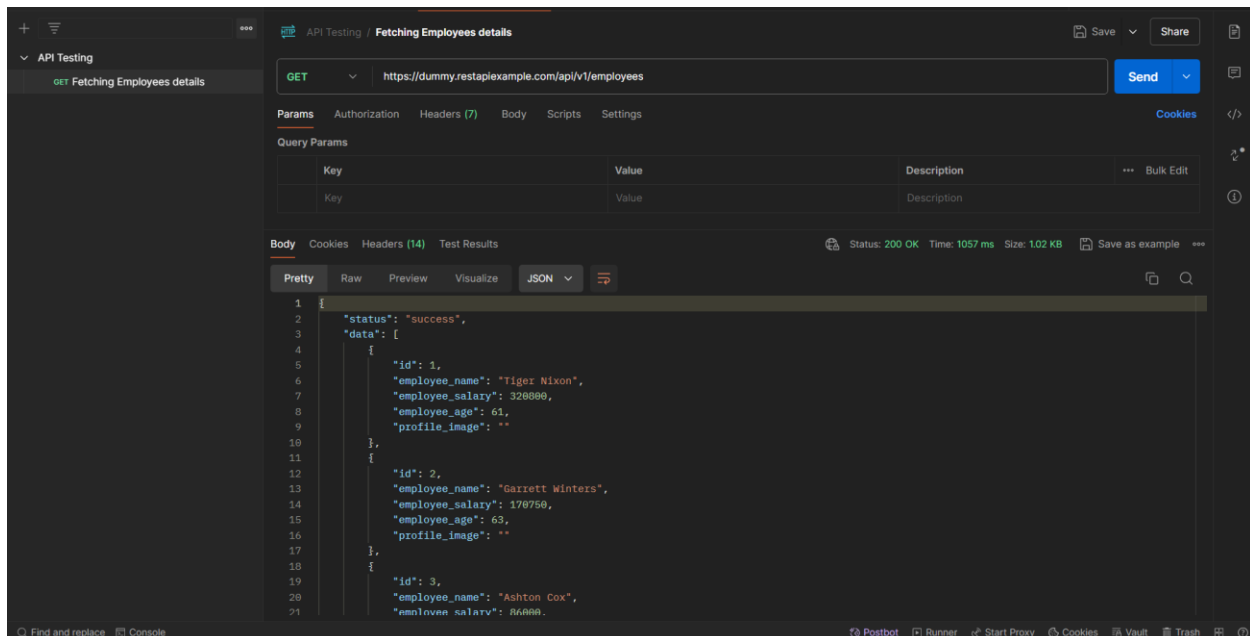 API Testing / Fetching Employees details
Save
Share
API Testing
GET Fetching Employees details
GET
https://dummy.restapiexample.com/api/v1/employees
Send
Params Authorization Headers (7) Body Scripts Settings
Cookies
Query Params
Key Value Description Bulk Edit
Key Value Description
Body Cookies Headers (14) Test Results
Status: 200 OK Time: 1057 ms Size: 1.02 KB Save as example
Pretty Raw Preview Visualize JSON
1 {
2 "status": "success",
3 "data": [
4 {
5 "id": 1,
6 "employee_name": "Tiger Nixon",
7 "employee_salary": 320800,
8 "employee_age": 61,
9 "profile_image": ""
10 },
11 {
12 "id": 2,
13 "employee_name": "Garrett Winters",
14 "employee_salary": 170750,
15 "employee_age": 63,
16 "profile_image": ""
17 },
18 {
19 "id": 3,
20 "employee_name": "Ashton Cox",
21 "employee_salary": 86000,
Find and replace Console
Postbot Runner Start Proxy Cookies Vault Trash